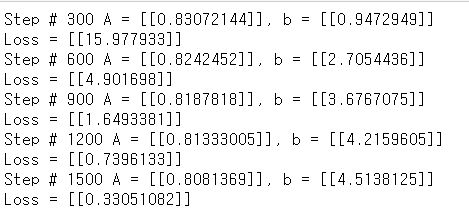 Step # 300 A = [[0.83072144]], b = [[0.9472949]]
Loss = [[15.977933]]
Step # 600 A = [[0.8242452]], b = [[2.7054436]]
Loss = [[4.901698]]
Step # 900 A = [[0.8187818]], b = [[3.6767075]]
Loss = [[1.6493381]]
Step # 1200 A = [[0.81333005]], b = [[4.2159605]]
Loss = [[0.7396133]]
Step # 1500 A = [[0.8081369]], b = [[4.5138125]]
Loss = [[0.33051082]]